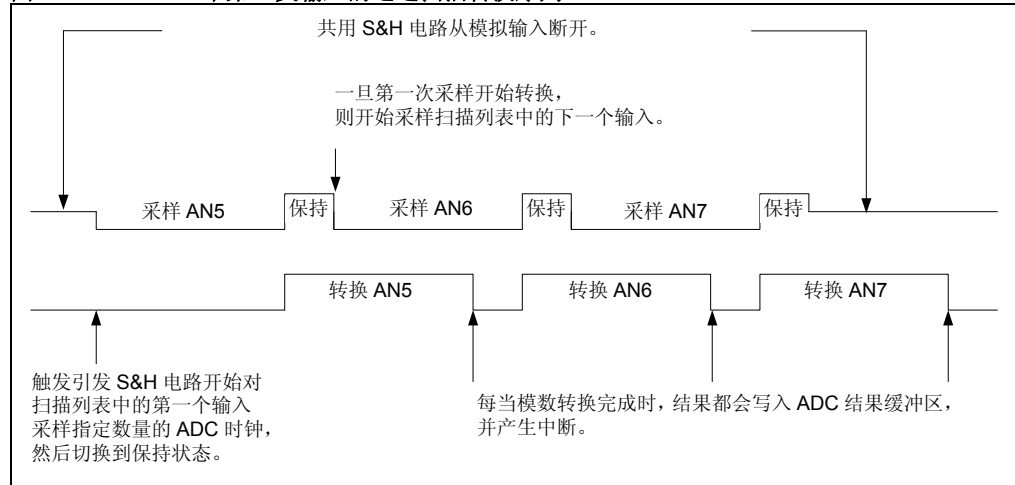 共用 S&H 电路从模拟输入断开。
一旦第一次采样开始转换，
则开始采样扫描列表中的下一个输入。
采样 AN5
保持
采样 AN6
保持
采样 AN7
保持
转换 AN5
转换 AN6
转换 AN7
触发引发 S&H 电路开始对
扫描列表中的第一个输入
采样指定数量的 ADC 时钟，
然后切换到保持状态。
每当模数转换完成时，结果都会写入 ADC 结果缓冲区，
并产生中断。